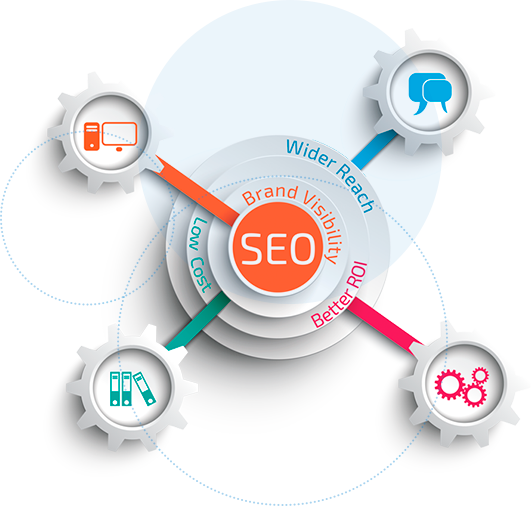 Wider Reach
Brand Visibility
SEO
Low Cost
Better ROI